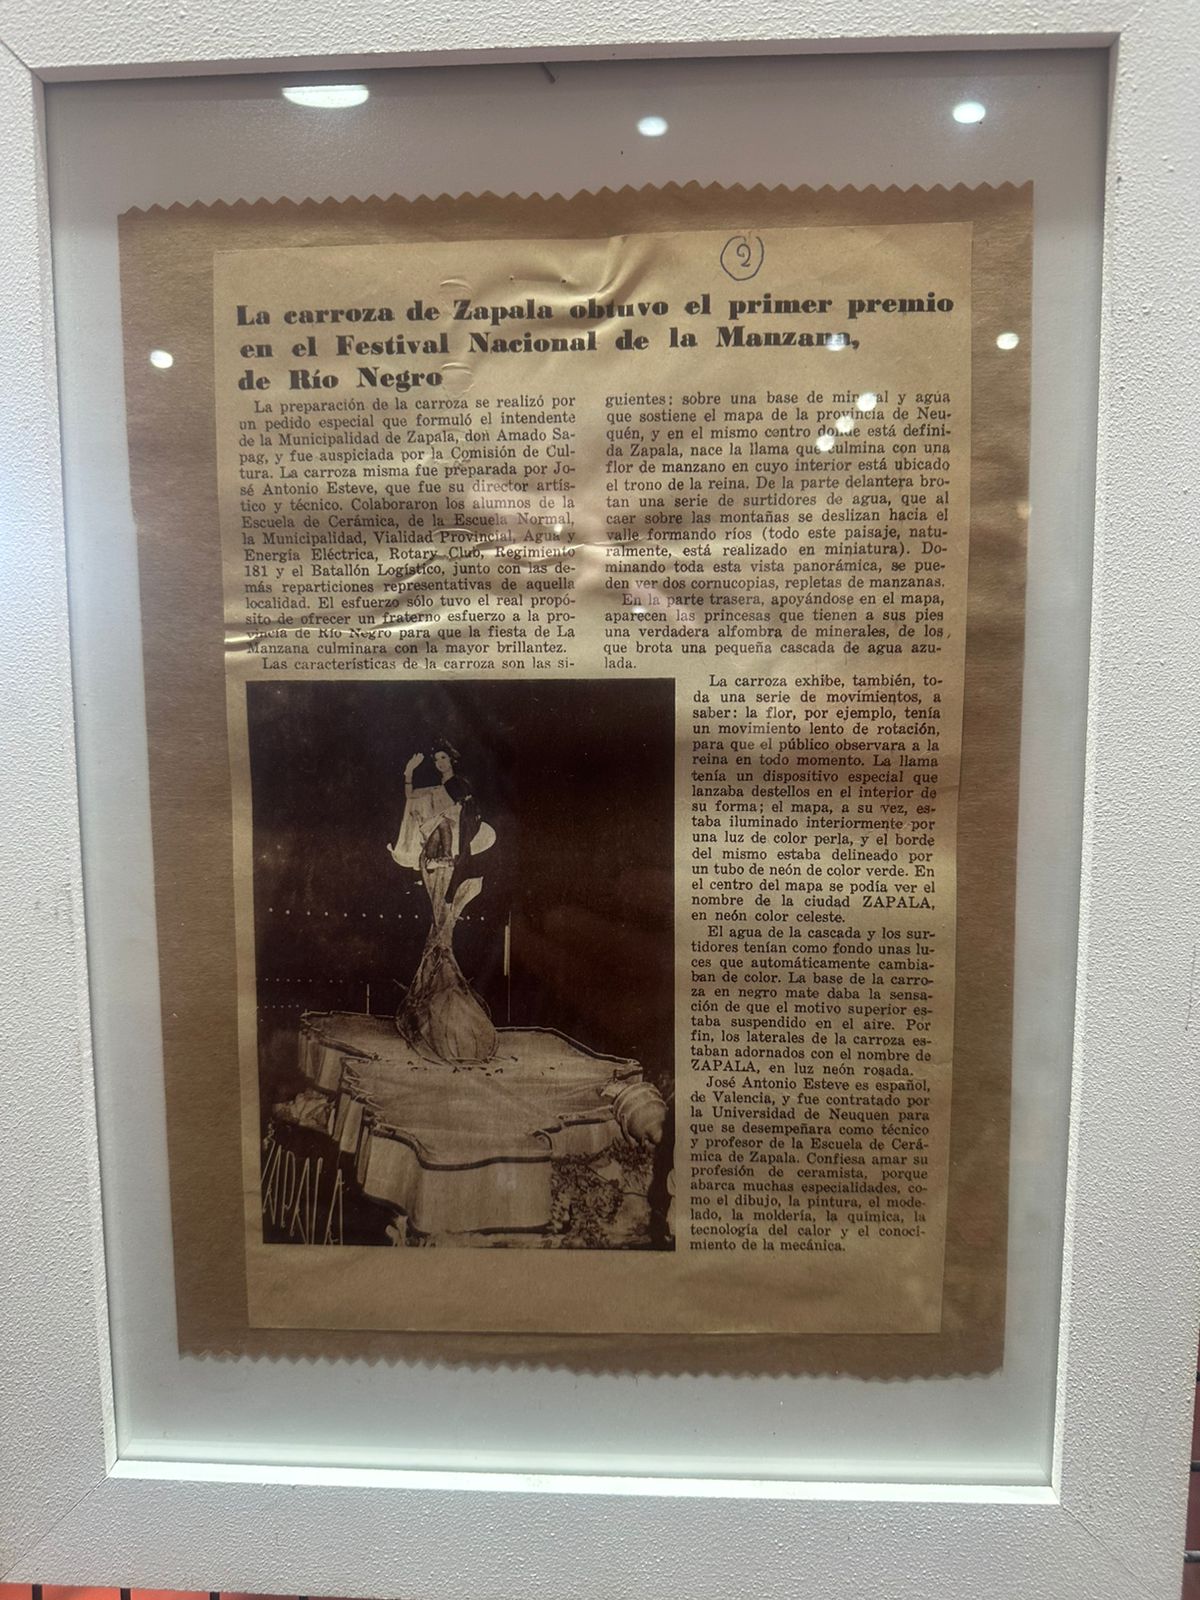 2
La carroza de Zapala obtuvo el primer premio
en el Festival Nacional de la Manzana,
de Río Negro
La preparación de la carroza se realizó por
un pedido especial que formuló el intendente
de la Municipalidad de Zapala, don Amado Sa-
pag, y fue auspiciada por la Comisión de Cul-
tura. La carroza misma fue preparada por Jo-
sé Antonio Esteve, que fue su director artís-
tico y técnico. Colaboraron los alumnos de la
Escuela de Cerámica, de la Escuela Normal,
la Municipalidad, Vialidad Provincial, Agua y
Energía Eléctrica, Rotary Club, Regimiento
181 y el Batallón Logístico, junto con las de-
más reparticiones representativas de aquella
localidad. El esfuerzo sólo tuvo el real propó-
sito de ofrecer un fraterno esfuerzo a la pro-
vincia de Río Negro para que la fiesta de La
Manzana culminara con la mayor brillantez.
Las características de la carroza son las si-
guientes: sobre una base de mineral y agua
que sostiene el mapa de la provincia de Neu-
quén, y en el mismo centro donde está defini-
da Zapala, nace la llama que culmina con una
flor de manzano en cuyo interior está ubicado
el trono de la reina. De la parte delantera bro-
tan una serie de surtidores de agua, que al
caer sobre las montañas se deslizan hacia el
valle formando ríos (todo este paisaje, natu-
ralmente, está realizado en miniatura). Do-
minando toda esta vista panorámica, se pue-
den ver dos cornucopias, repletas de manzanas.
En la parte trasera, apoyándose en el mapa,
aparecen las princesas que tienen a sus pies
una verdadera alfombra de minerales, de los
que brota una pequeña cascada de agua azu-
lada.
La carroza exhibe, también, to-
da una serie de movimientos, a
saber: la flor, por ejemplo, tenía
un movimiento lento de rotación,
para que el público observara a la
reina en todo momento. La llama
tenía un dispositivo especial que
lanzaba destellos en el interior de
su forma; el mapa, a su vez, es-
taba iluminado interiormente por
una luz de color perla, y el borde
del mismo estaba delineado por
un tubo de neón de color verde. En
el centro del mapa se podía ver el
nombre de la ciudad ZAPALA,
en neón color celeste.
El agua de la cascada y los sur-
tidores tenían como fondo unas lu-
ces que automáticamente cambia-
ban de color. La base de la carro-
za en negro mate daba la sensa-
ción de que el motivo superior es-
taba suspendido en el aire. Por
fin, los laterales de la carroza es-
taban adornados con el nombre de
ZAPALA, en luz neón rosada.
José Antonio Esteve es español,
de Valencia, y fue contratado por
la Universidad de Neuquen para
que se desempeñara como técnico
y profesor de la Escuela de Cerá-
mica de Zapala. Confiesa amar su
profesión de ceramista, porque
abarca muchas especialidades, co-
mo el dibujo, la pintura, el mode-
lado, la moldería, la química, la
tecnología del calor y el conoci-
miento de la mecánica.
ZAPALA